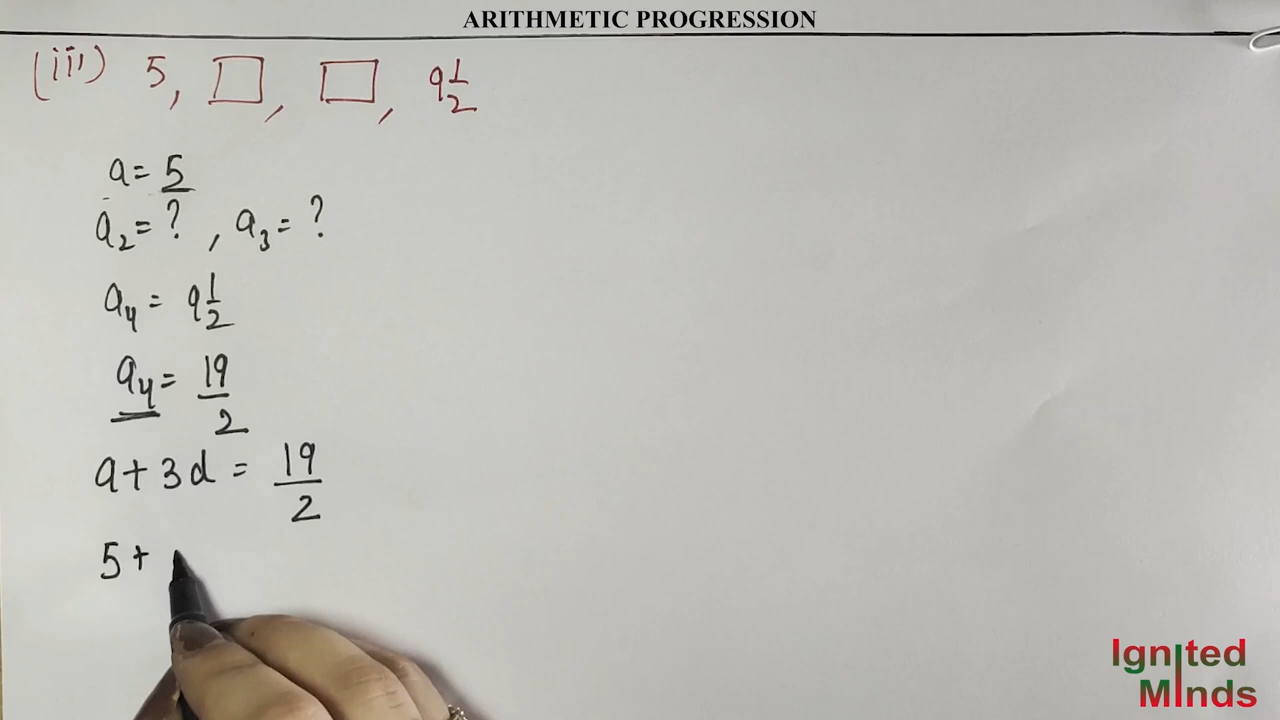 ARITHMETIC PROGRESSION
(iii) 5, □, □, 9 1/2
a = 5
a₂ = ? , a₃ = ?
a₄ = 9 1/2
a₄ = 19/2
a + 3d = 19/2
5 +
Ignited
Minds